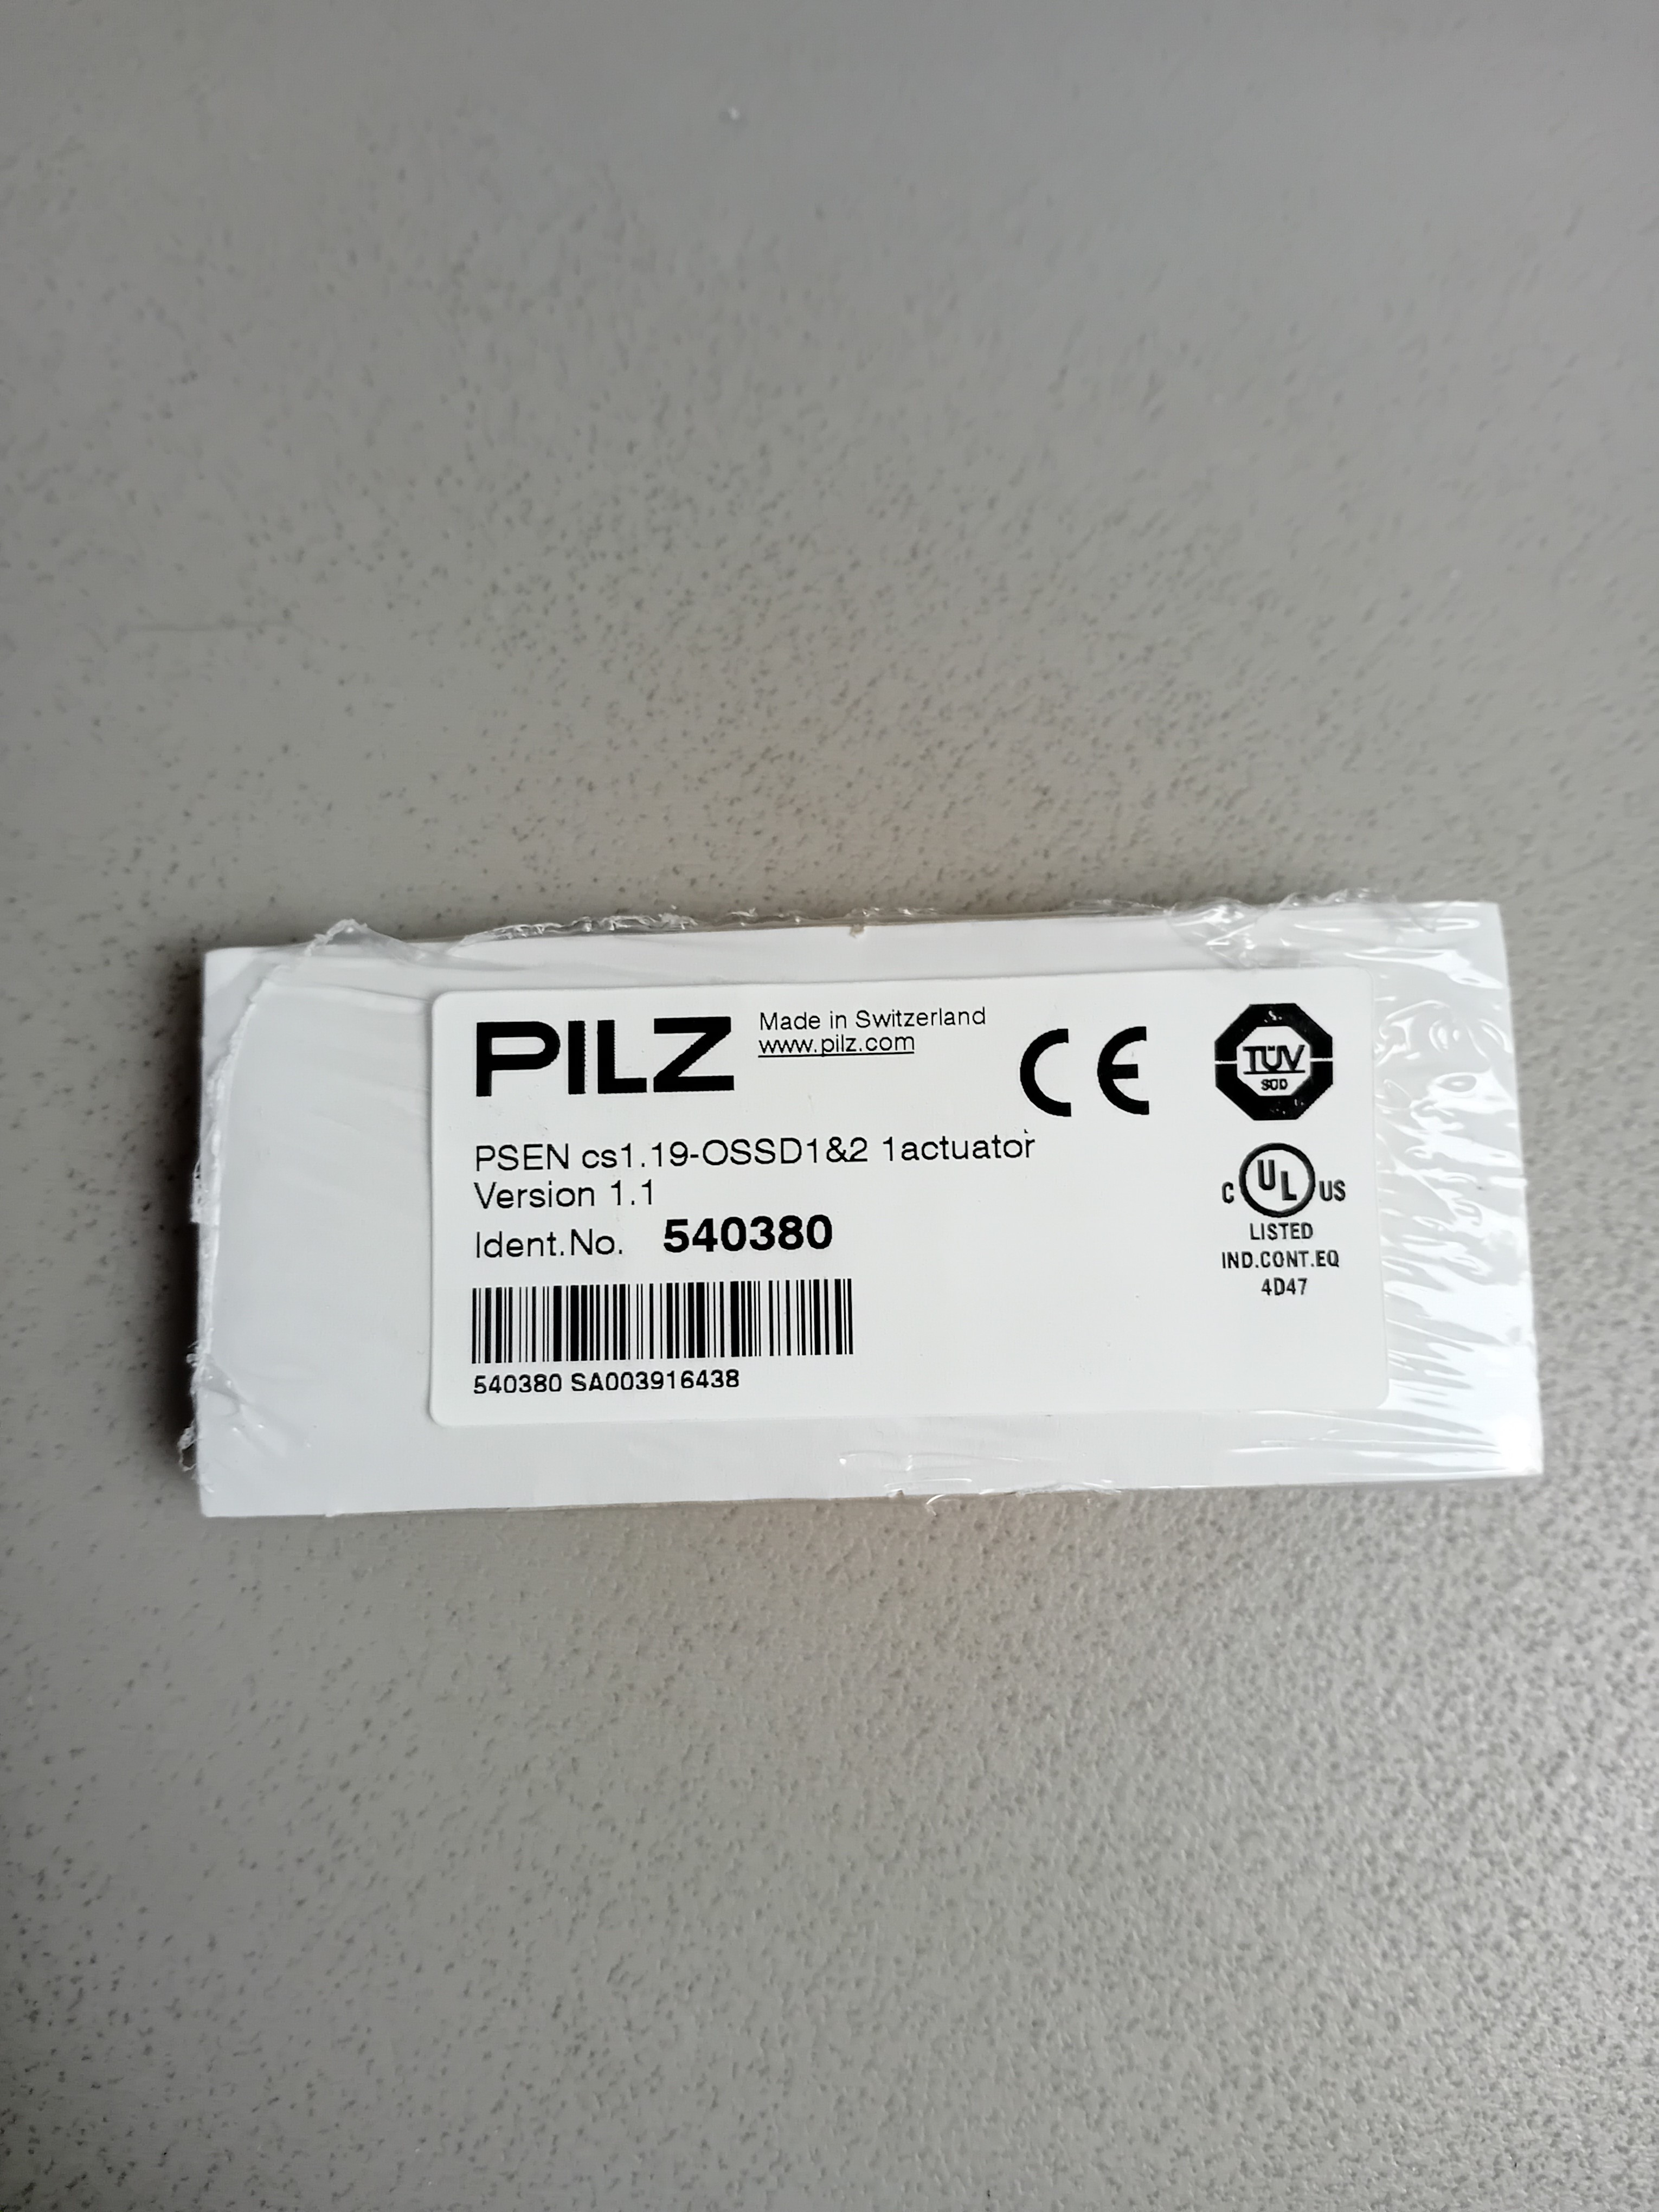 PILZ
Made in Switzerland
www.pilz.com
CE
TÜV
SÜD
PSEN cs1.19-OSSD1&2 1actuator
Version 1.1
Ident.No. 540380
C UL US
LISTED
IND.CONT.EQ
4D47
540380 SA003916438